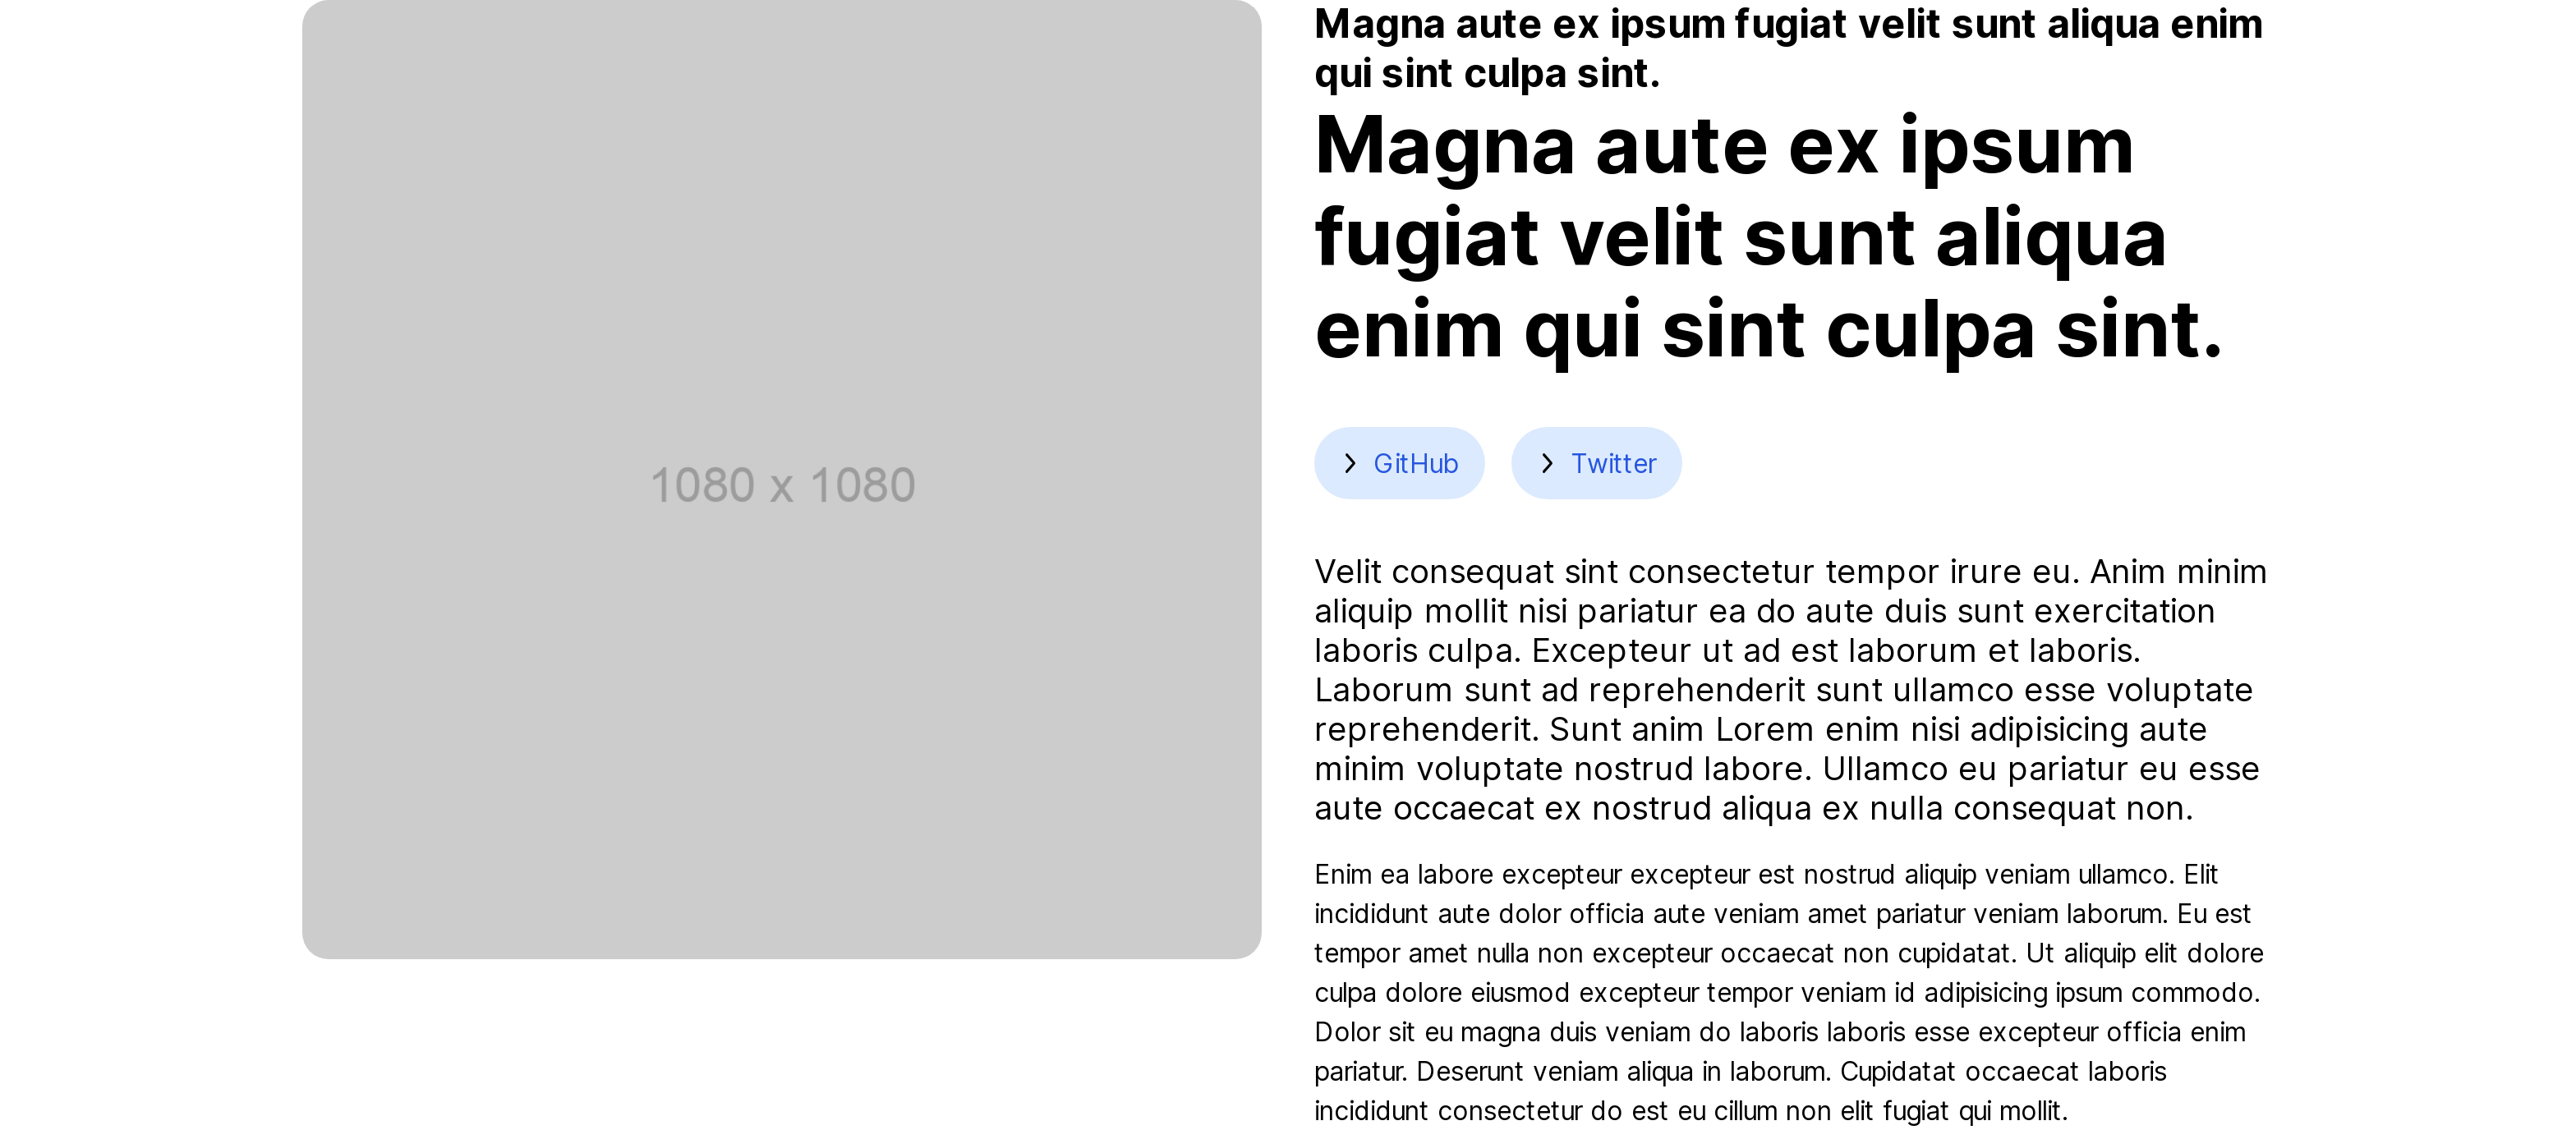 1080 x 1080
Magna aute ex ipsum fugiat velit sunt aliqua enim
qui sint culpa sint.
Magna aute ex ipsum
fugiat velit sunt aliqua
enim qui sint culpa sint.
GitHub
Twitter
Velit consequat sint consectetur tempor irure eu. Anim minim
aliquip mollit nisi pariatur ea do aute duis sunt exercitation
laboris culpa. Excepteur ut ad est laborum et laboris.
Laborum sunt ad reprehenderit sunt ullamco esse voluptate
reprehenderit. Sunt anim Lorem enim nisi adipisicing aute
minim voluptate nostrud labore. Ullamco eu pariatur eu esse
aute occaecat ex nostrud aliqua ex nulla consequat non.
Enim ea labore excepteur excepteur est nostrud aliquip veniam ullamco. Elit
incididunt aute dolor officia aute veniam amet pariatur veniam laborum. Eu est
tempor amet nulla non excepteur occaecat non cupidatat. Ut aliquip elit dolore
culpa dolore eiusmod excepteur tempor veniam id adipisicing ipsum commodo.
Dolor sit eu magna duis veniam do laboris laboris esse excepteur officia enim
pariatur. Deserunt veniam aliqua in laborum. Cupidatat occaecat laboris
incididunt consectetur do est eu cillum non elit fugiat qui mollit.